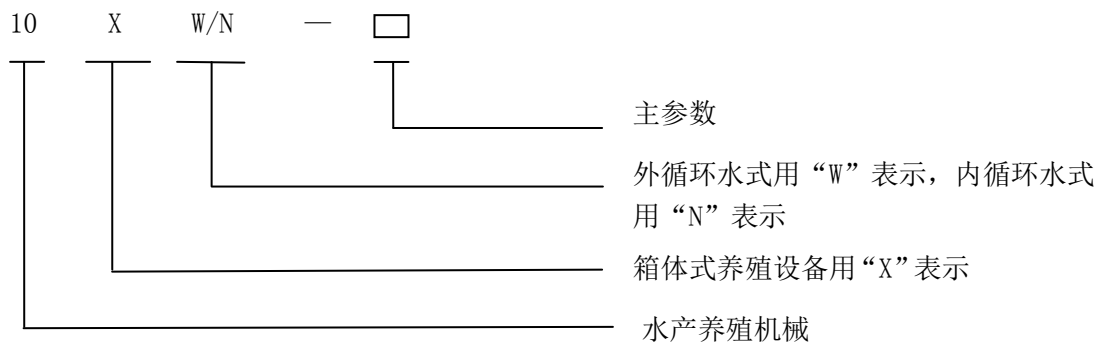 10 X W/N — □
主参数
外循环水式用“W”表示，内循环水式
用“N”表示
箱体式养殖设备用“X”表示
水产养殖机械